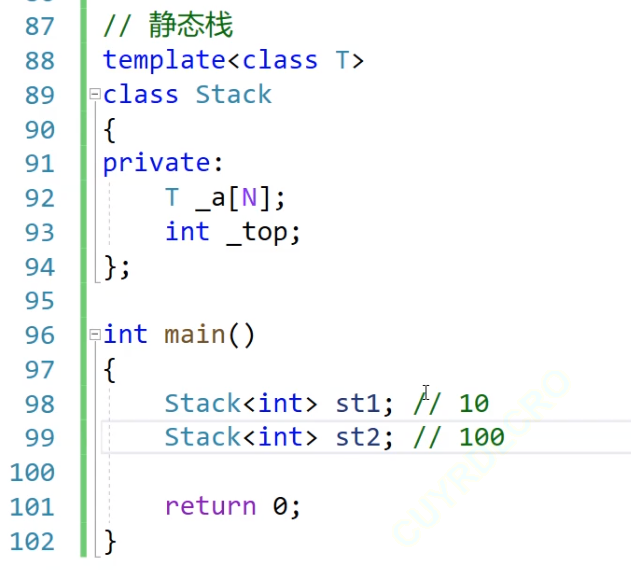 87 // 静态栈
88 template<class T>
89 class Stack
90 {
91 private:
92 T _a[N];
93 int _top;
94 };
95
96 int main()
97 {
98 Stack<int> st1; // 10
99 Stack<int> st2; // 100
100
101 return 0;
102 }